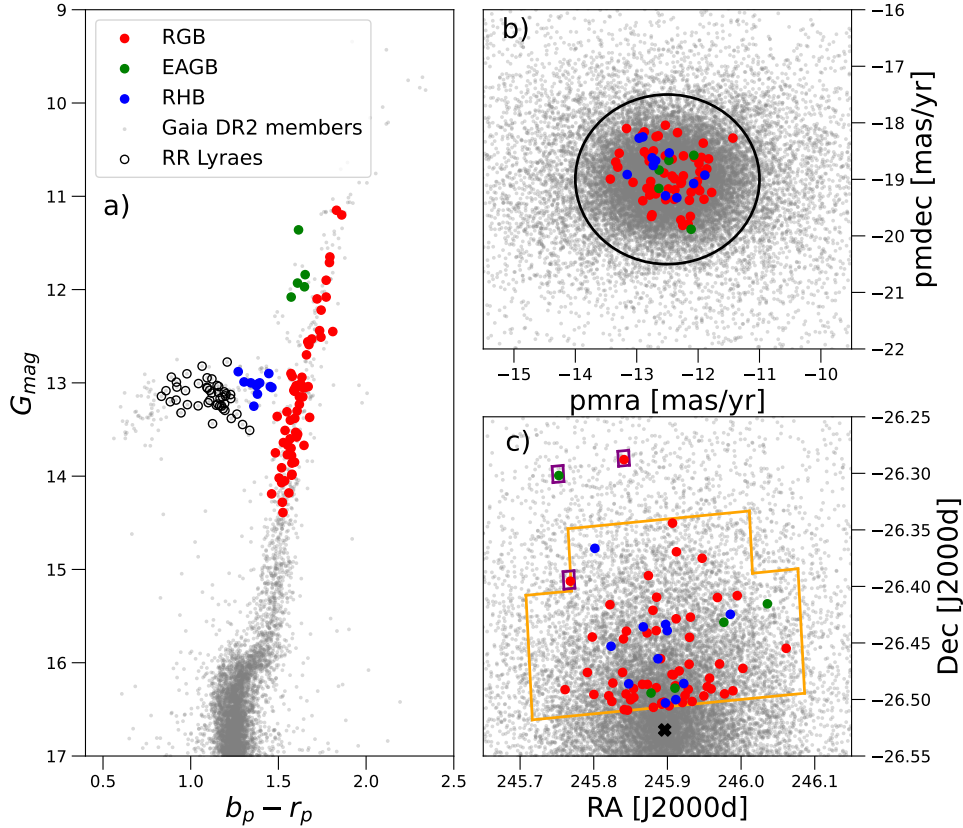 a)
RGB
EAGB
RHB
Gaia DR2 members
RR Lyraes
9
10
11
12
13
14
15
16
17
G_mag
0.5 1.0 1.5 2.0 2.5
b_p − r_p
b)
−16
−17
−18
−19
−20
−21
−22
pmdec [mas/yr]
−15 −14 −13 −12 −11 −10
pmra [mas/yr]
c)
−26.25
−26.30
−26.35
−26.40
−26.45
−26.50
−26.55
Dec [J2000d]
245.7 245.8 245.9 246.0 246.1
RA [J2000d]